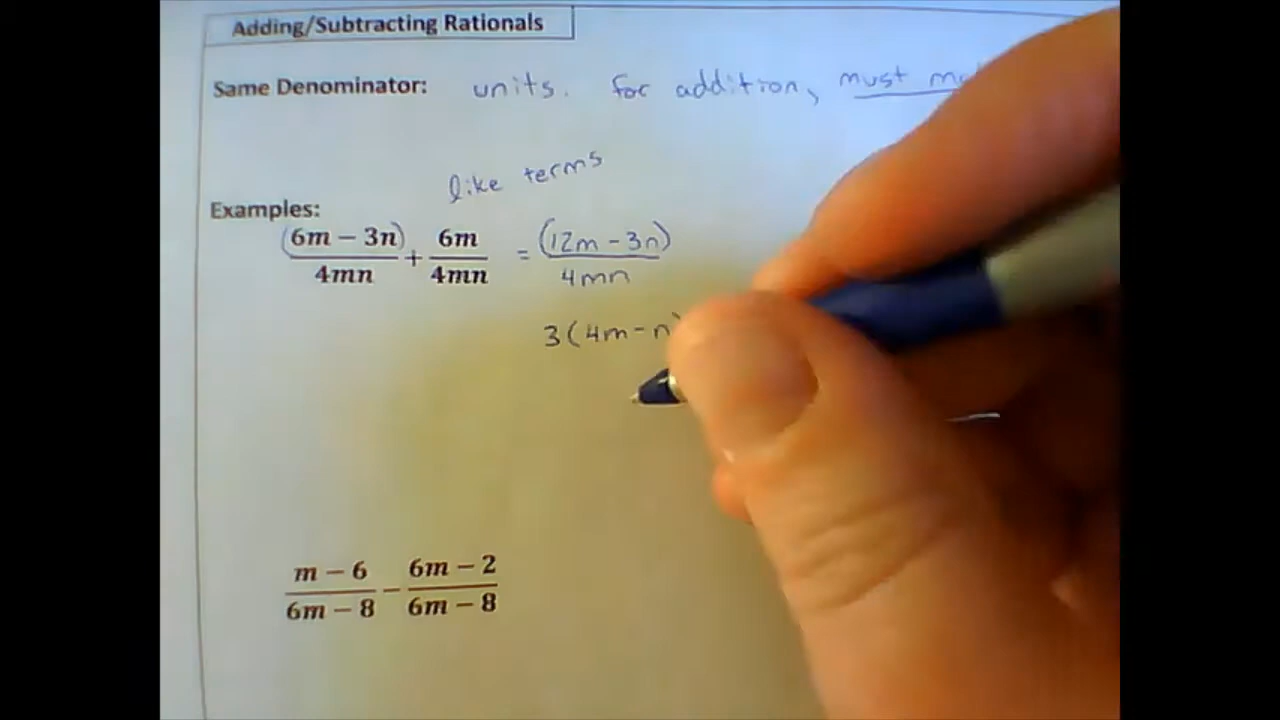 Adding/Subtracting Rationals
Same Denominator: units. for addition, must
like terms
Examples:
(6m − 3n)/4mn + 6m/4mn = (12m − 3n)/4mn
3(4m − n)
(m − 6)/(6m − 8) − (6m − 2)/(6m − 8)